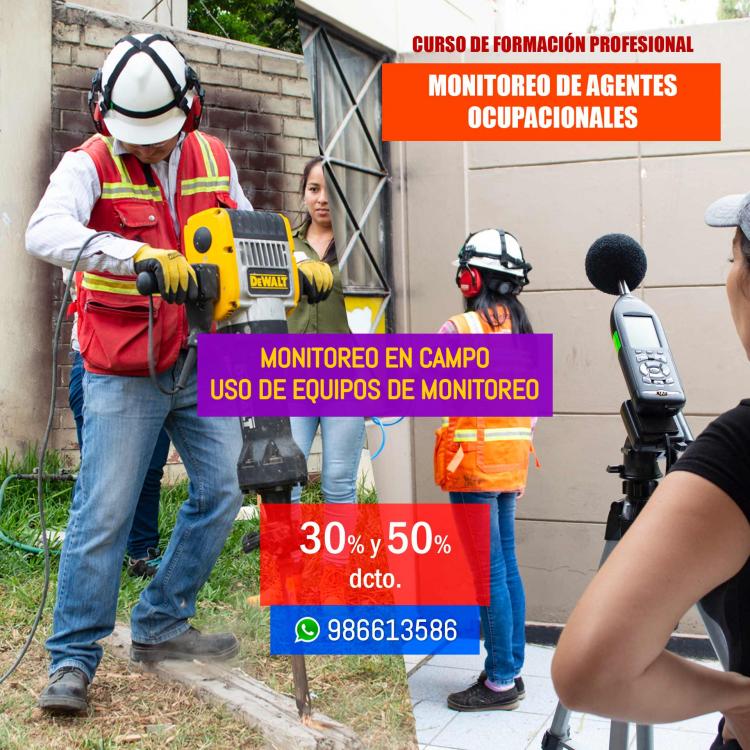 CURSO DE FORMACIÓN PROFESIONAL
MONITOREO DE AGENTES
OCUPACIONALES
DEWALT
MONITOREO EN CAMPO
USO DE EQUIPOS DE MONITOREO
30% y 50%
dcto.
986613586